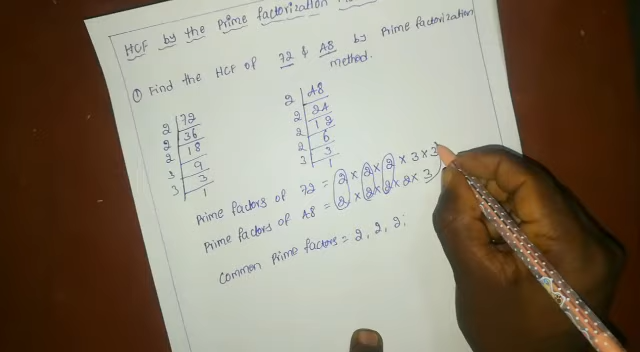 HCF by the Prime factorization
① Find the HCF of 72 & 48 by Prime factorization
method.
2 | 72
2 | 36
2 | 18
3 | 9
3 | 3
1
2 | 48
2 | 24
2 | 12
2 | 6
3 | 3
1
Prime factors of 72 = 2 × 2 × 2 × 3 × 3
Prime factors of 48 = 2 × 2 × 2 × 2 × 3
Common Prime factors = 2, 2, 2,